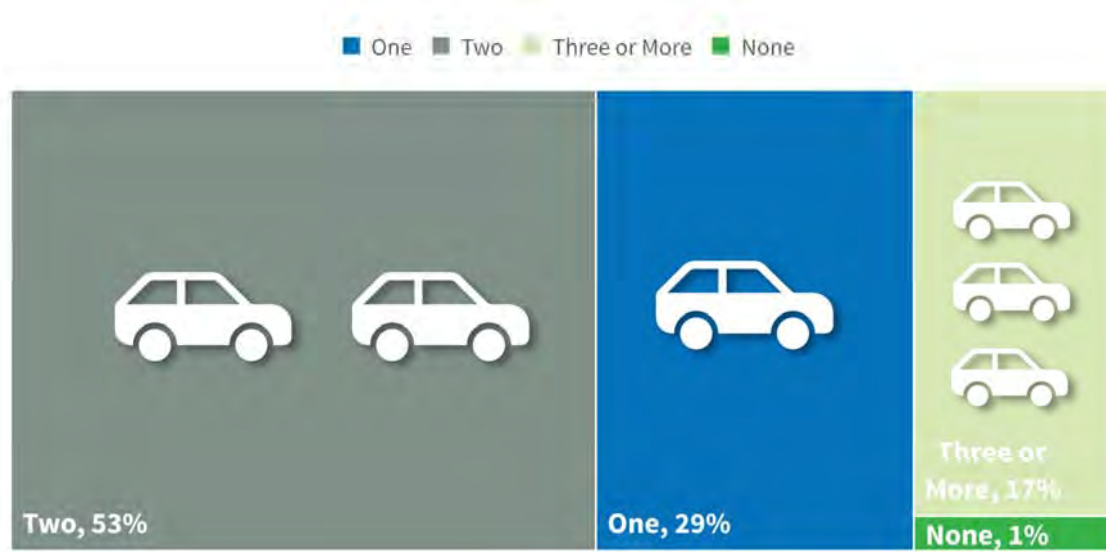 One Two Three or More None
Two, 53%
One, 29%
Three or
More, 17%
None, 1%